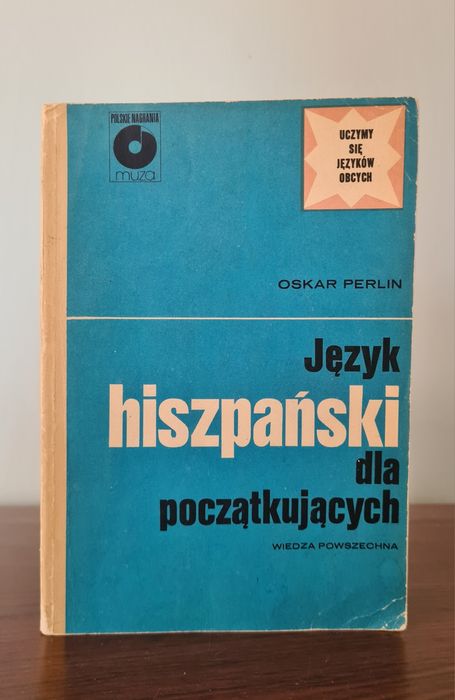 POLSKIE NAGRANIA
muza
UCZYMY
SIĘ
JĘZYKÓW
OBCYCH
OSKAR PERLIN
Język
hiszpański
dla
początkujących
WIEDZA POWSZECHNA